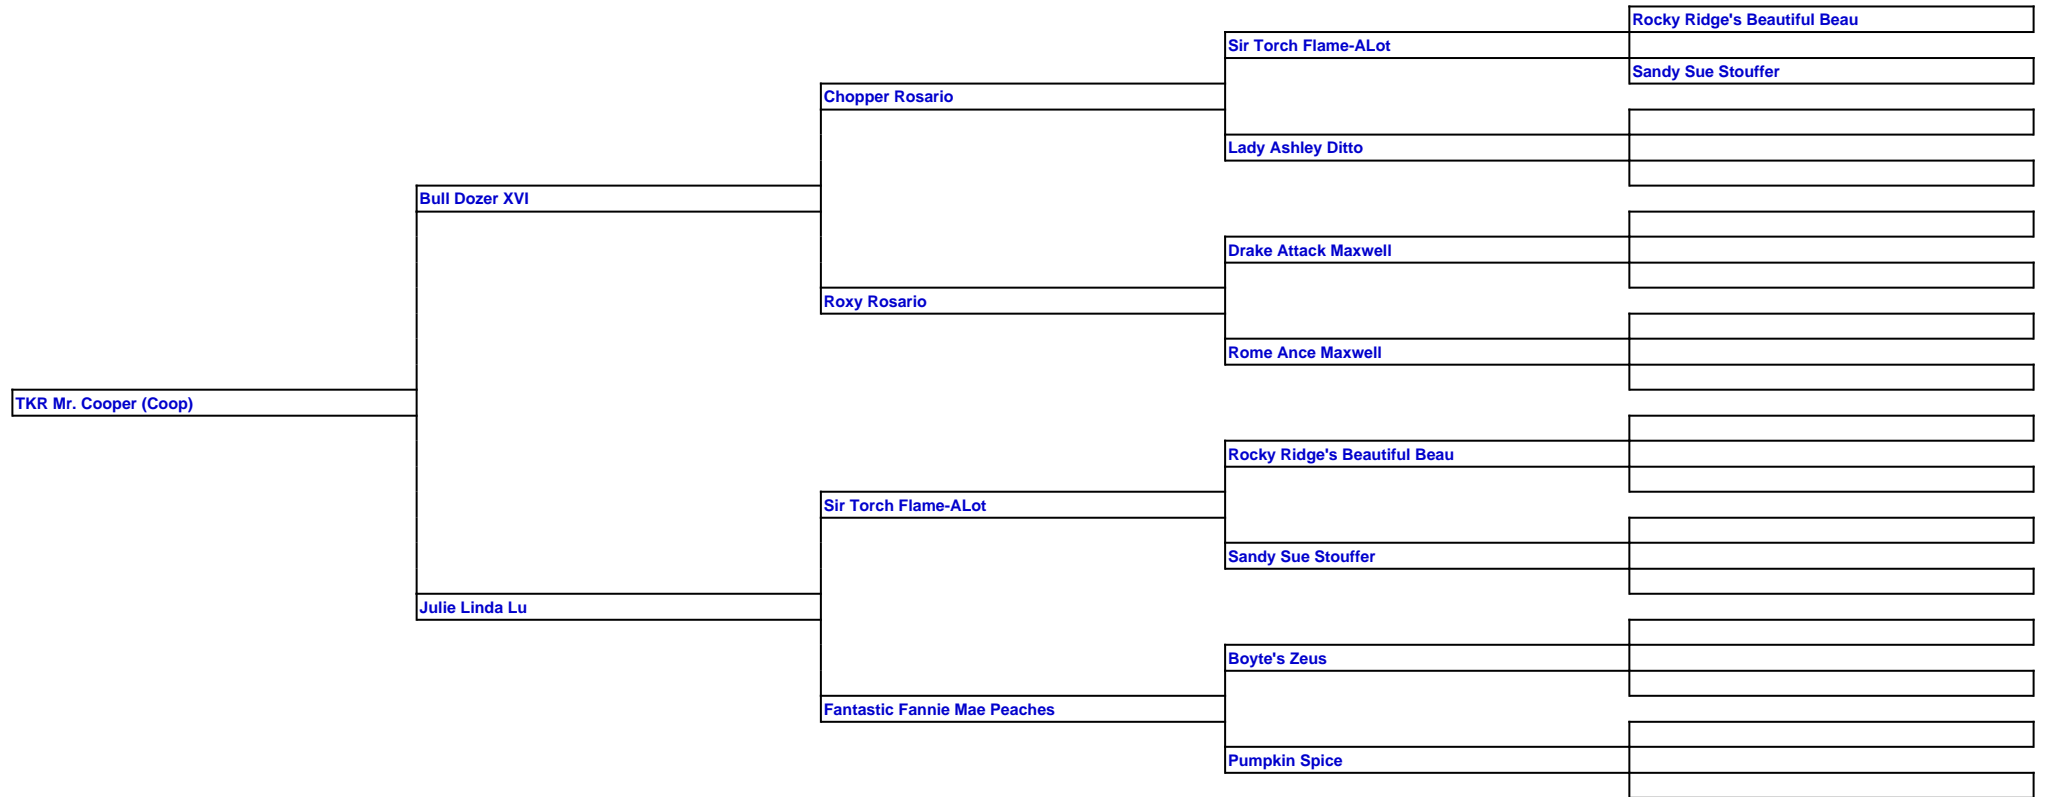 Rocky Ridge's Beautiful Beau
Sir Torch Flame-ALot
Sandy Sue Stouffer
Chopper Rosario
Lady Ashley Ditto
Bull Dozer XVI
Drake Attack Maxwell
Roxy Rosario
Rome Ance Maxwell
TKR Mr. Cooper (Coop)
Rocky Ridge's Beautiful Beau
Sir Torch Flame-ALot
Sandy Sue Stouffer
Julie Linda Lu
Boyte's Zeus
Fantastic Fannie Mae Peaches
Pumpkin Spice